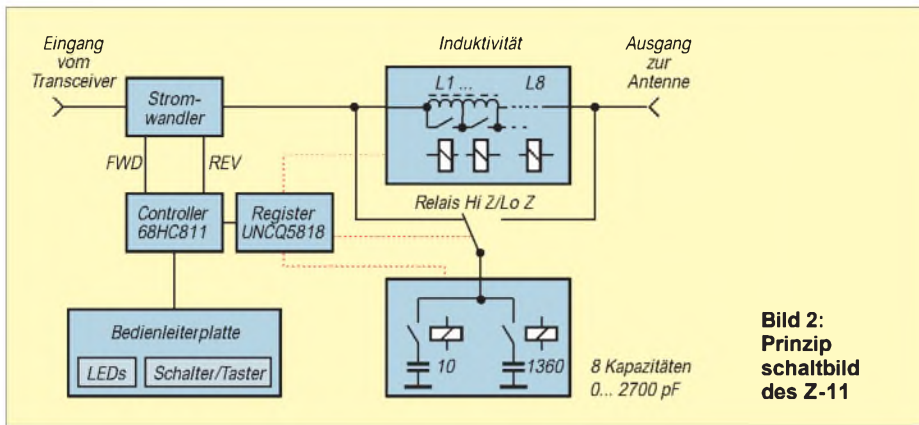 Eingang
vom
Transceiver
Induktivität
Ausgang
zur
Antenne
L1 ...
L8
Strom-
wandler
FWD
REV
Controller
68HC811
Register
UNCQ5818
Relais Hi Z/Lo Z
Bedienleiterplatte
LEDs
Schalter/Taster
10
1360
8 Kapazitäten
0... 2700 pF
Bild 2:
Prinzip
schaltbild
des Z-11